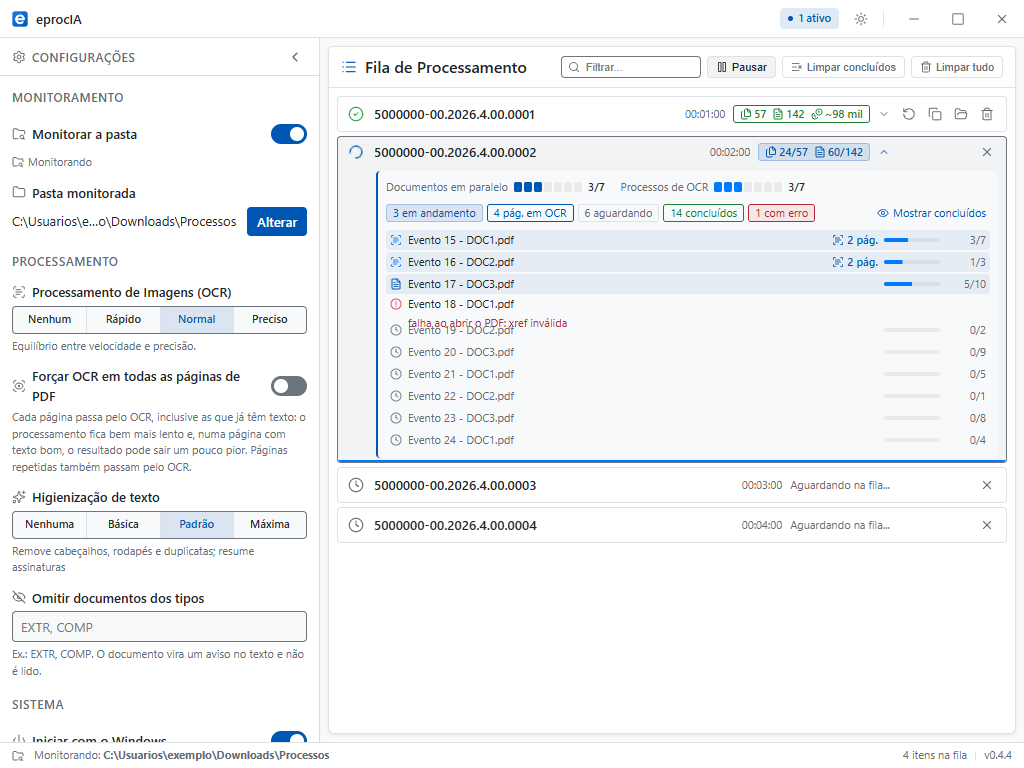 eprocIA
1 ativo
CONFIGURAÇÕES
MONITORAMENTO
Monitorar a pasta
Monitorando
Pasta monitorada
C:\Usuarios\e...o\Downloads\Processos
Alterar
PROCESSAMENTO
Processamento de Imagens (OCR)
Nenhum Rápido Normal Preciso
Equilíbrio entre velocidade e precisão.
Forçar OCR em todas as páginas de
PDF
Cada página passa pelo OCR, inclusive as que já têm texto: o
processamento fica bem mais lento e, numa página com
texto bom, o resultado pode sair um pouco pior. Páginas
repetidas também passam pelo OCR.
Higienização de texto
Nenhuma Básica Padrão Máxima
Remove cabeçalhos, rodapés e duplicatas; resume
assinaturas
Omitir documentos dos tipos
EXTR, COMP
Ex.: EXTR, COMP. O documento vira um aviso no texto e não
é lido.
SISTEMA
Iniciar com o Windows
Fila de Processamento
Filtrar...
Pausar
Limpar concluídos
Limpar tudo
5000000-00.2026.4.00.0001 00:01:00 57 142 ~98 mil
5000000-00.2026.4.00.0002 00:02:00 24/57 60/142
Documentos em paralelo 3/7 Processos de OCR 3/7
3 em andamento 4 pág. em OCR 6 aguardando 14 concluídos 1 com erro Mostrar concluídos
Evento 15 - DOC1.pdf 2 pág. 3/7
Evento 16 - DOC2.pdf 2 pág. 1/3
Evento 17 - DOC3.pdf 5/10
Evento 18 - DOC1.pdf
falha ao abrir o PDF: xref inválida
Evento 19 - DOC2.pdf 0/2
Evento 20 - DOC3.pdf 0/9
Evento 21 - DOC1.pdf 0/5
Evento 22 - DOC2.pdf 0/1
Evento 23 - DOC3.pdf 0/8
Evento 24 - DOC1.pdf 0/4
5000000-00.2026.4.00.0003 00:03:00 Aguardando na fila...
5000000-00.2026.4.00.0004 00:04:00 Aguardando na fila...
Monitorando: C:\Usuarios\exemplo\Downloads\Processos
4 itens na fila v0.4.4